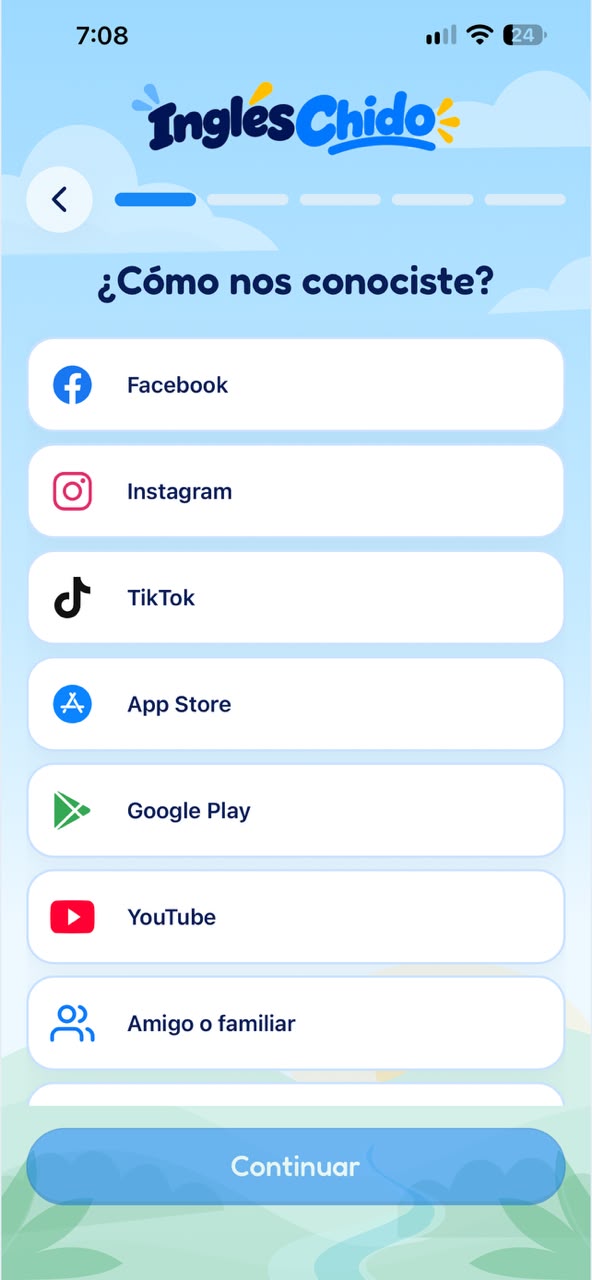 7:08
24
InglésChido
¿Cómo nos conociste?
Facebook
Instagram
TikTok
App Store
Google Play
YouTube
Amigo o familiar
Continuar